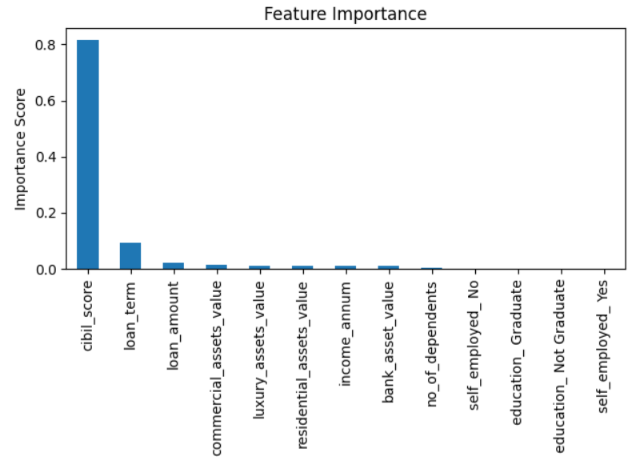 Feature Importance
Importance Score
0.8
0.6
0.4
0.2
0.0
cibil_score
loan_term
loan_amount
commercial_assets_value
luxury_assets_value
residential_assets_value
income_annum
bank_asset_value
no_of_dependents
self_employed_ No
education_ Graduate
education_ Not Graduate
self_employed_ Yes